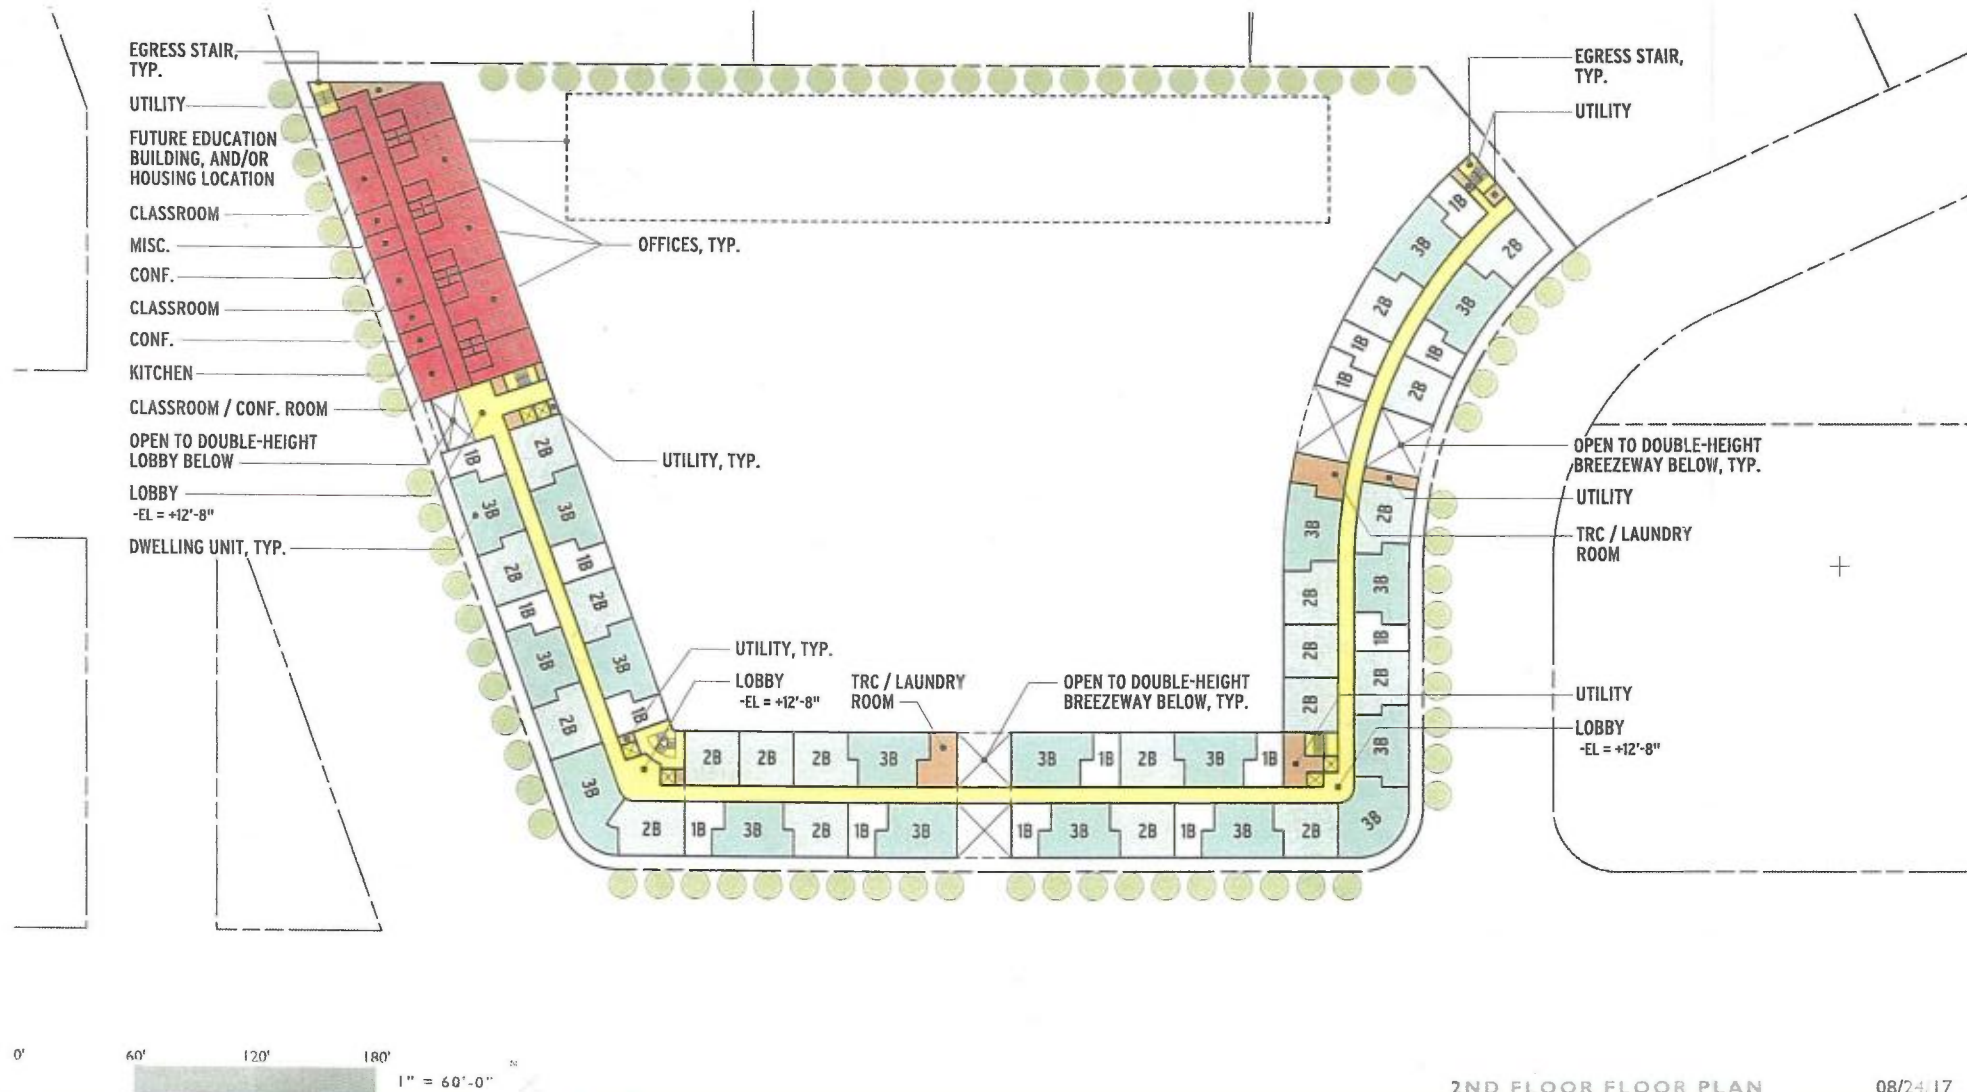 EGRESS STAIR,
TYP.
UTILITY
FUTURE EDUCATION
BUILDING, AND/OR
HOUSING LOCATION
CLASSROOM
MISC.
CONF.
CLASSROOM
CONF.
KITCHEN
CLASSROOM / CONF. ROOM
OPEN TO DOUBLE-HEIGHT
LOBBY BELOW
LOBBY
-EL = +12'-8"
DWELLING UNIT, TYP.
OFFICES, TYP.
UTILITY, TYP.
1B
3B
2B
1B
3B
2B
3B
2B
3B
1B
2B
3B
1B
UTILITY, TYP.
LOBBY
-EL = +12'-8"
TRC / LAUNDRY
ROOM
OPEN TO DOUBLE-HEIGHT
BREEZEWAY BELOW, TYP.
2B
2B
2B
3B
3B
1B
2B
3B
1B
2B
1B
3B
2B
1B
3B
1B
3B
2B
1B
3B
2B
3B
EGRESS STAIR,
TYP.
UTILITY
1B
3B
2B
1B
1B
2B
3B
1B
2B
3B
2B
2B
2B
2B
3B
1B
2B
3B
OPEN TO DOUBLE-HEIGHT
BREEZEWAY BELOW, TYP.
UTILITY
TRC / LAUNDRY
ROOM
UTILITY
LOBBY
-EL = +12'-8"
0' 60' 120' 180'
1" = 60'-0"
2ND FLOOR FLOOR PLAN
08/24/17